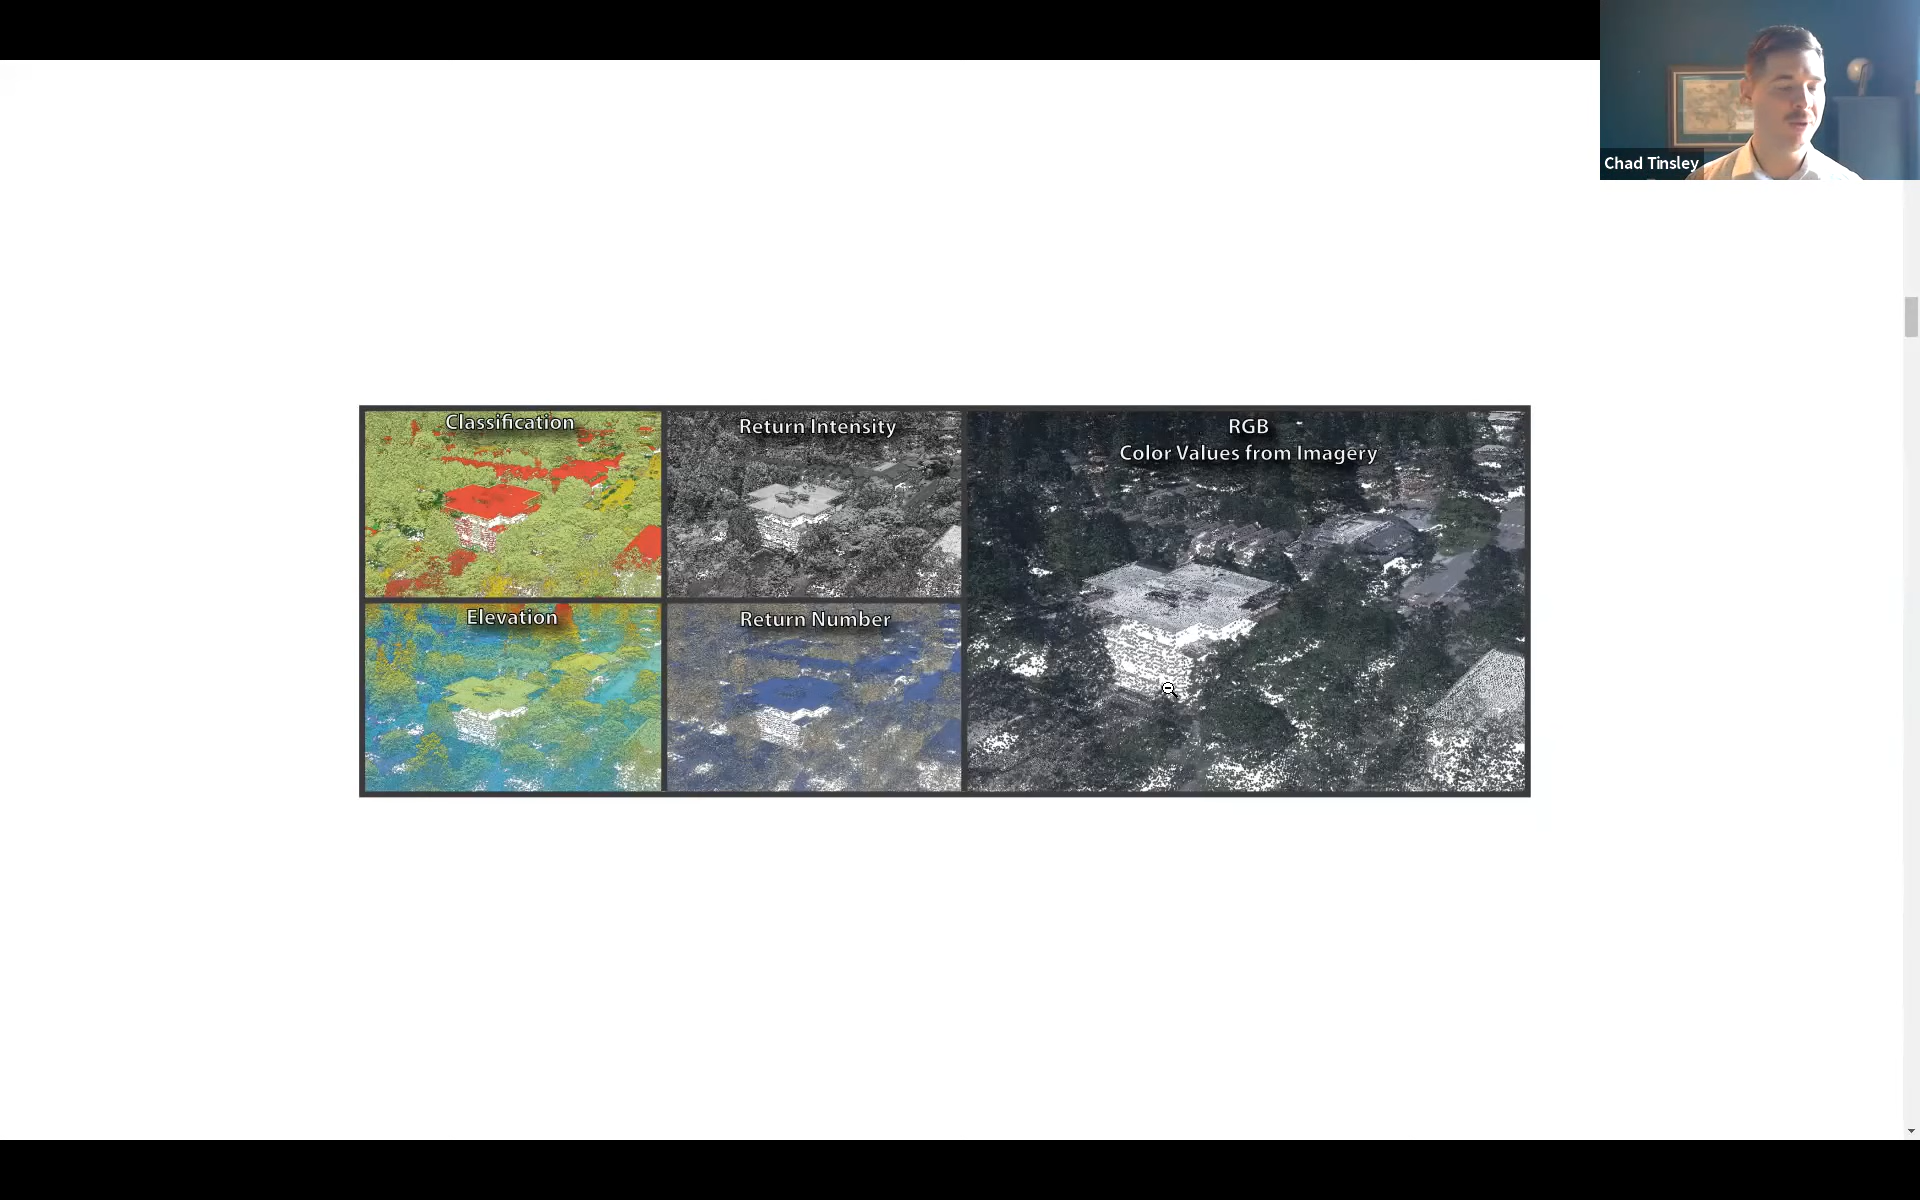 Chad Tinsley
Classification
Return Intensity
RGB
Color Values from Imagery
Elevation
Return Number